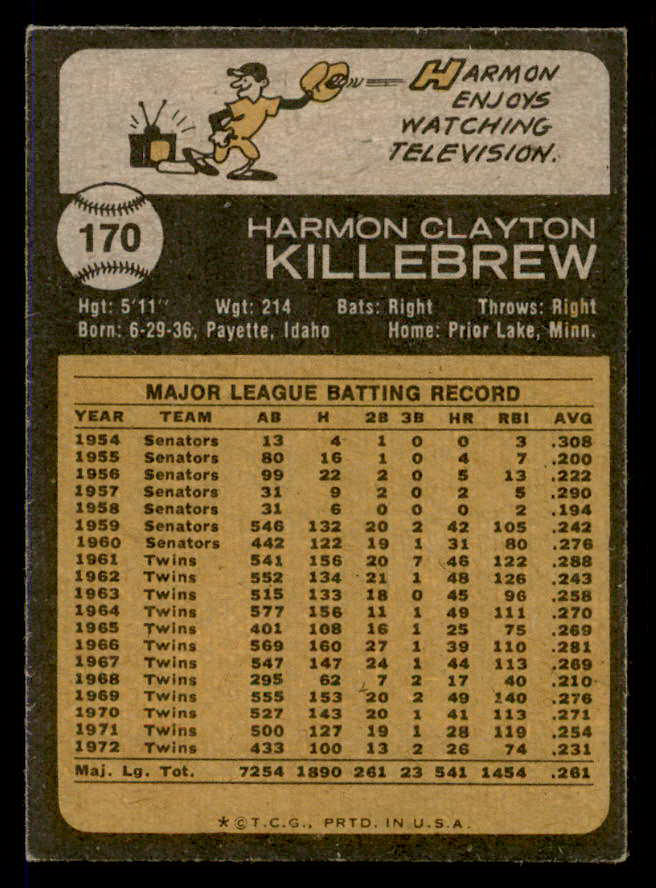 HARMON
ENJOYS
WATCHING
TELEVISION.
170
HARMON CLAYTON
KILLEBREW
Hgt: 5'11" Wgt: 214 Bats: Right Throws: Right
Born: 6-29-36, Payette, Idaho Home: Prior Lake, Minn.
MAJOR LEAGUE BATTING RECORD
YEAR TEAM AB H 2B 3B HR RBI AVG
1954 Senators 13 4 1 0 0 3 .308
1955 Senators 80 16 1 0 4 7 .200
1956 Senators 99 22 2 0 5 13 .222
1957 Senators 31 9 2 0 2 5 .290
1958 Senators 31 6 0 0 0 2 .194
1959 Senators 546 132 20 2 42 105 .242
1960 Senators 442 122 19 1 31 80 .276
1961 Twins 541 156 20 7 46 122 .288
1962 Twins 552 134 21 1 48 126 .243
1963 Twins 515 133 18 0 45 96 .258
1964 Twins 577 156 11 1 49 111 .270
1965 Twins 401 108 16 1 25 75 .269
1966 Twins 569 160 27 1 39 110 .281
1967 Twins 547 147 24 1 44 113 .269
1968 Twins 295 62 7 2 17 40 .210
1969 Twins 555 153 20 2 49 140 .276
1970 Twins 527 143 20 1 41 113 .271
1971 Twins 500 127 19 1 28 119 .254
1972 Twins 433 100 13 2 26 74 .231
Maj. Lg. Tot. 7254 1890 261 23 541 1454 .261
*©T.C.G., PRTD. IN U.S.A.